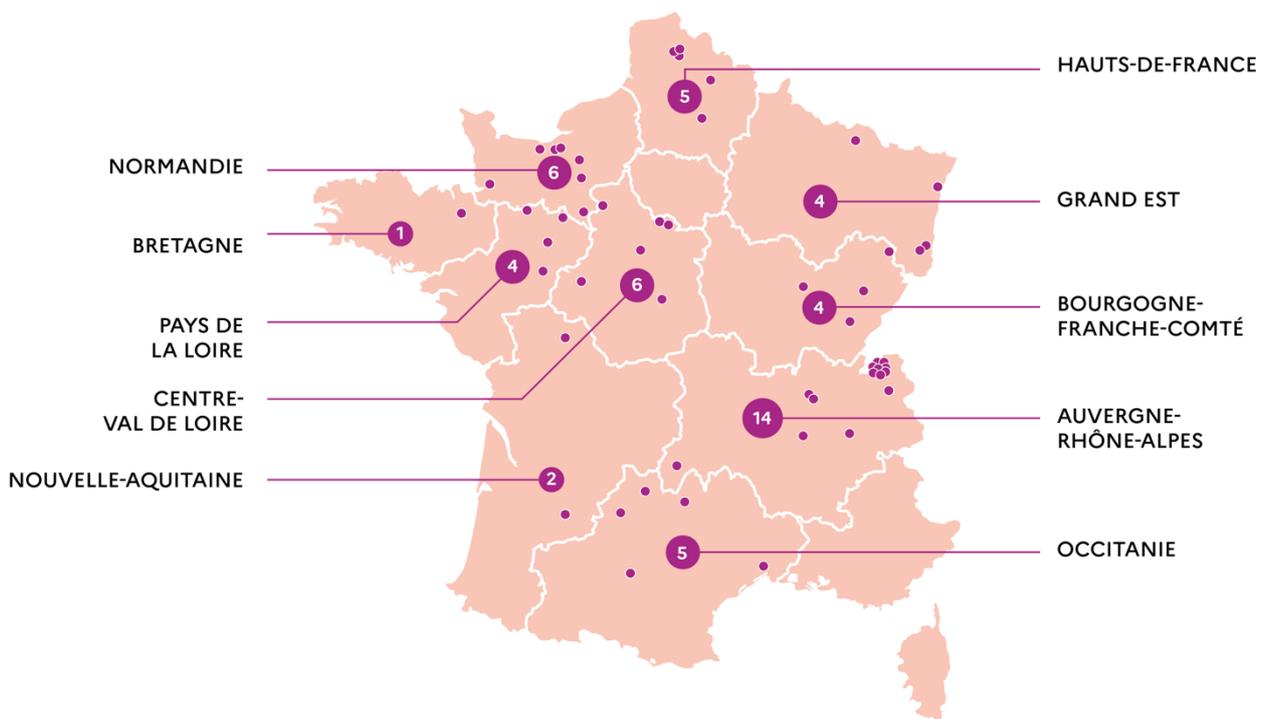 HAUTS-DE-FRANCE
5
NORMANDIE
6
GRAND EST
4
BRETAGNE
1
PAYS DE
LA LOIRE
4
CENTRE-
VAL DE LOIRE
6
BOURGOGNE-
FRANCHE-COMTÉ
4
AUVERGNE-
RHÔNE-ALPES
14
NOUVELLE-AQUITAINE
2
OCCITANIE
5